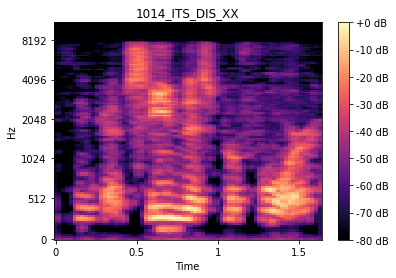 1014_ITS_DIS_XX
+0 dB
8192
-10 dB
4096
-20 dB
-30 dB
2048
Hz
-40 dB
1024
-50 dB
512
-60 dB
-70 dB
0
-80 dB
0
0.5
1
1.5
Time